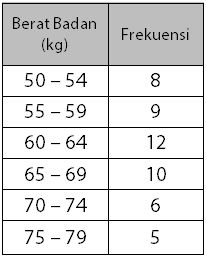 Berat Badan (kg) Frekuensi
50 – 54 8
55 – 59 9
60 – 64 12
65 – 69 10
70 – 74 6
75 – 79 5